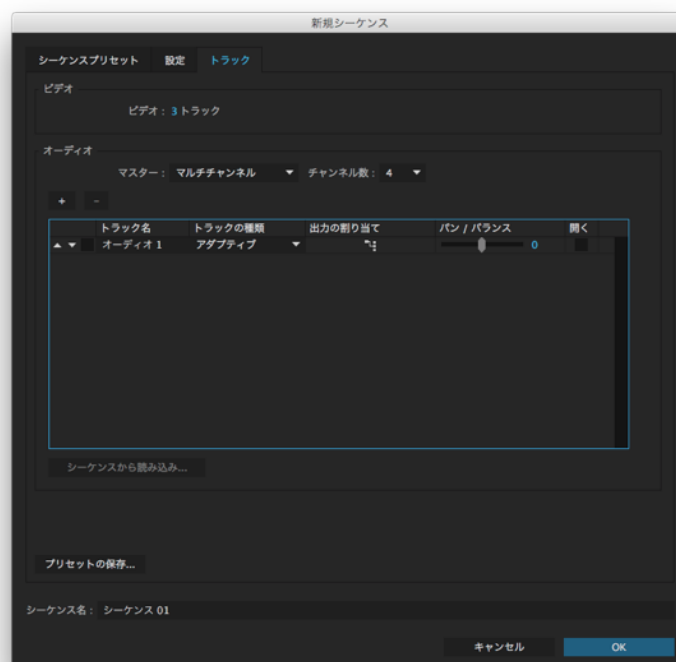 新規シーケンス
シーケンスプリセット 設定 トラック
ビデオ
ビデオ： 3 トラック
オーディオ
マスター： マルチチャンネル チャンネル数： 4
+ -
トラック名 トラックの種類 出力の割り当て パン / バランス 開く
オーディオ 1 アダプティブ 0
シーケンスから読み込み...
プリセットの保存...
シーケンス名： シーケンス 01
キャンセル OK